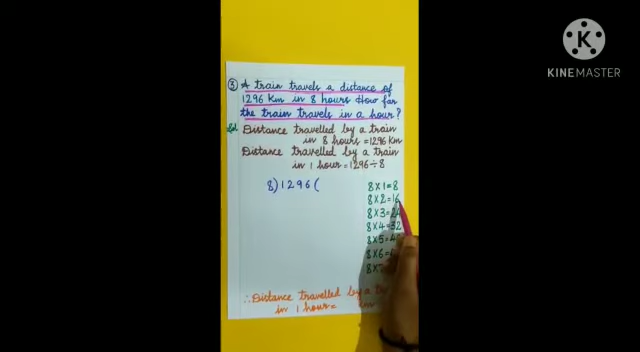 ③ A train travels a distance of
1296 Km in 8 hours How far
the train travels in a hour?
Sol Distance travelled by a train
in 8 hours = 1296 Km
Distance travelled by a train
in 1 hour = 1296 ÷ 8
8)1296(
8×1=8
8×2=16
8×3=24
8×4=32
8×5=4
8×6=
8×
∴ Distance travelled by a
in 1 hour = Km
K
KINEMASTER